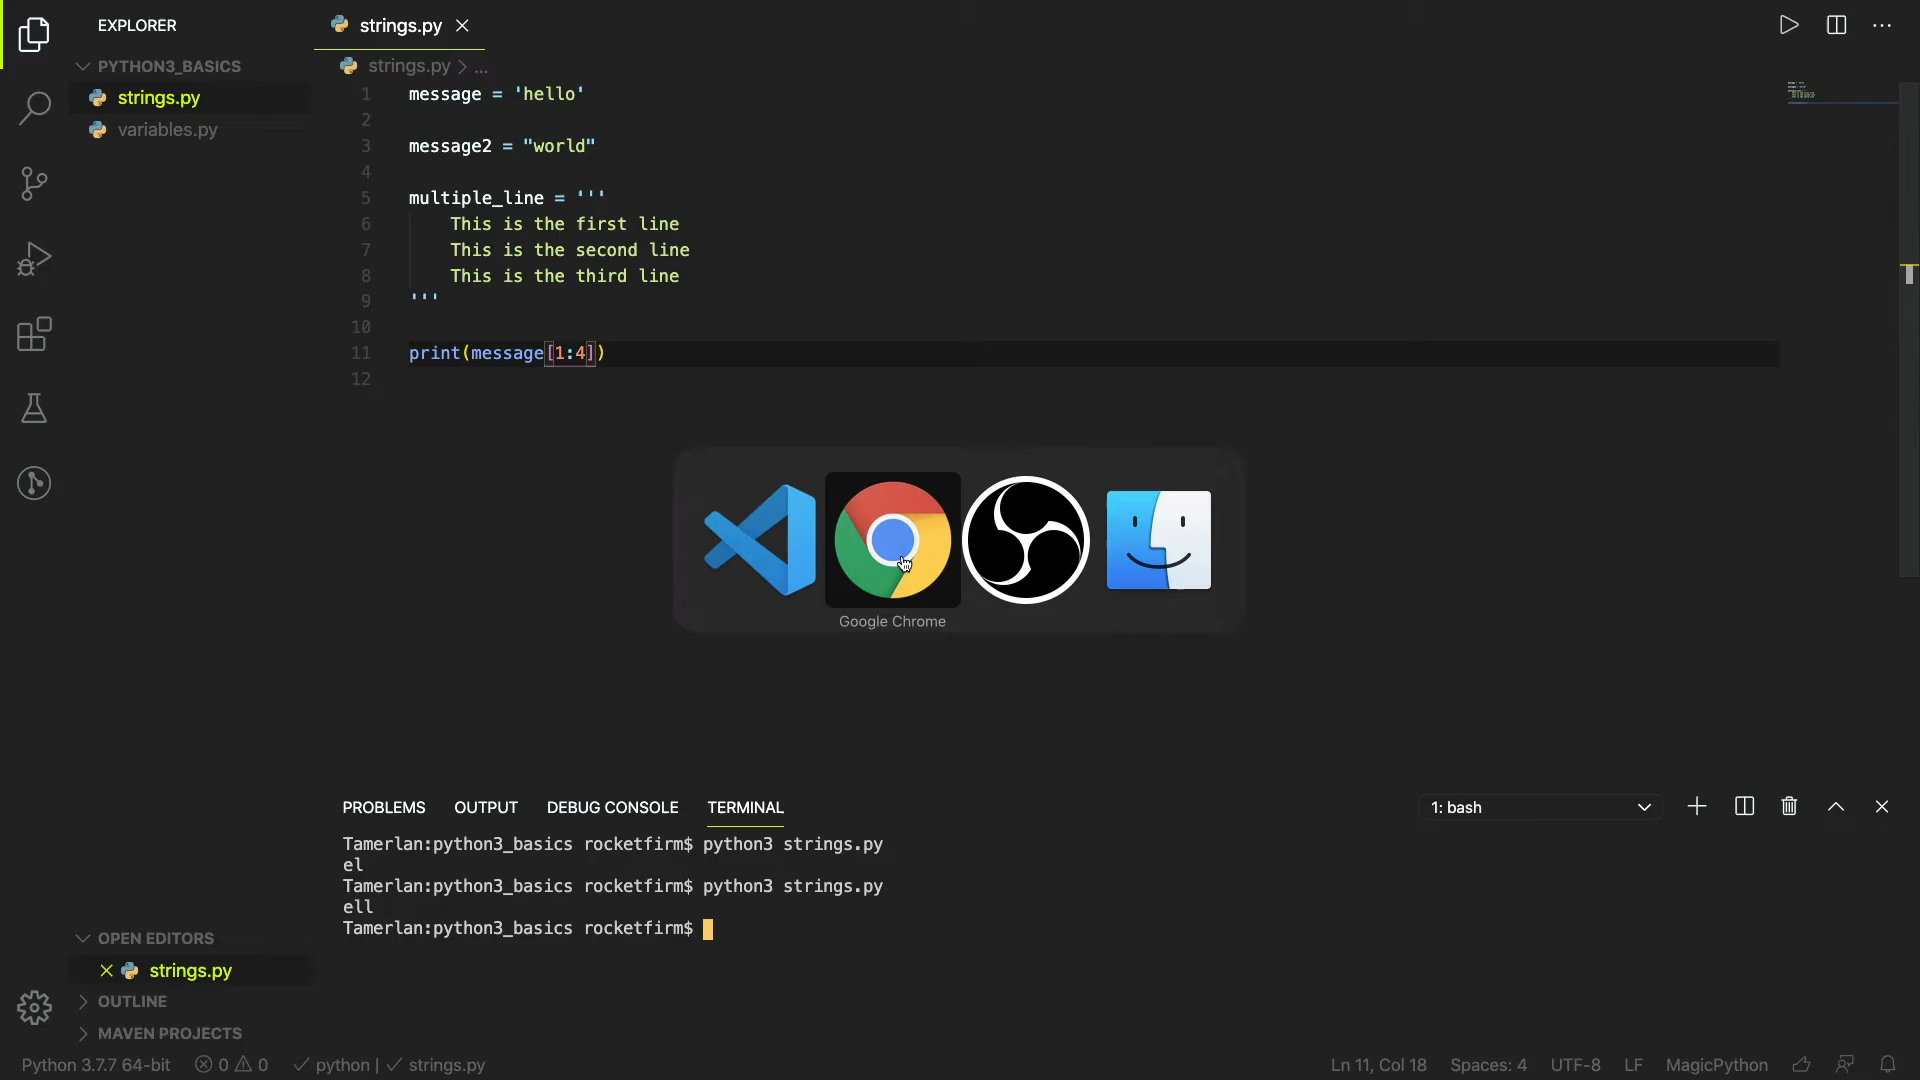 EXPLORER
PYTHON3_BASICS
strings.py
variables.py
strings.py
strings.py > ...
1 message = 'hello'
2
3 message2 = "world"
4
5 multiple_line = '''
6 This is the first line
7 This is the second line
8 This is the third line
9 '''
10
11 print(message[1:4])
12
Google Chrome
PROBLEMS OUTPUT DEBUG CONSOLE TERMINAL
1: bash
Tamerlan:python3_basics rocketfirm$ python3 strings.py
el
Tamerlan:python3_basics rocketfirm$ python3 strings.py
ell
Tamerlan:python3_basics rocketfirm$
OPEN EDITORS
strings.py
OUTLINE
MAVEN PROJECTS
Python 3.7.7 64-bit 0 0 python | strings.py
Ln 11, Col 18 Spaces: 4 UTF-8 LF MagicPython